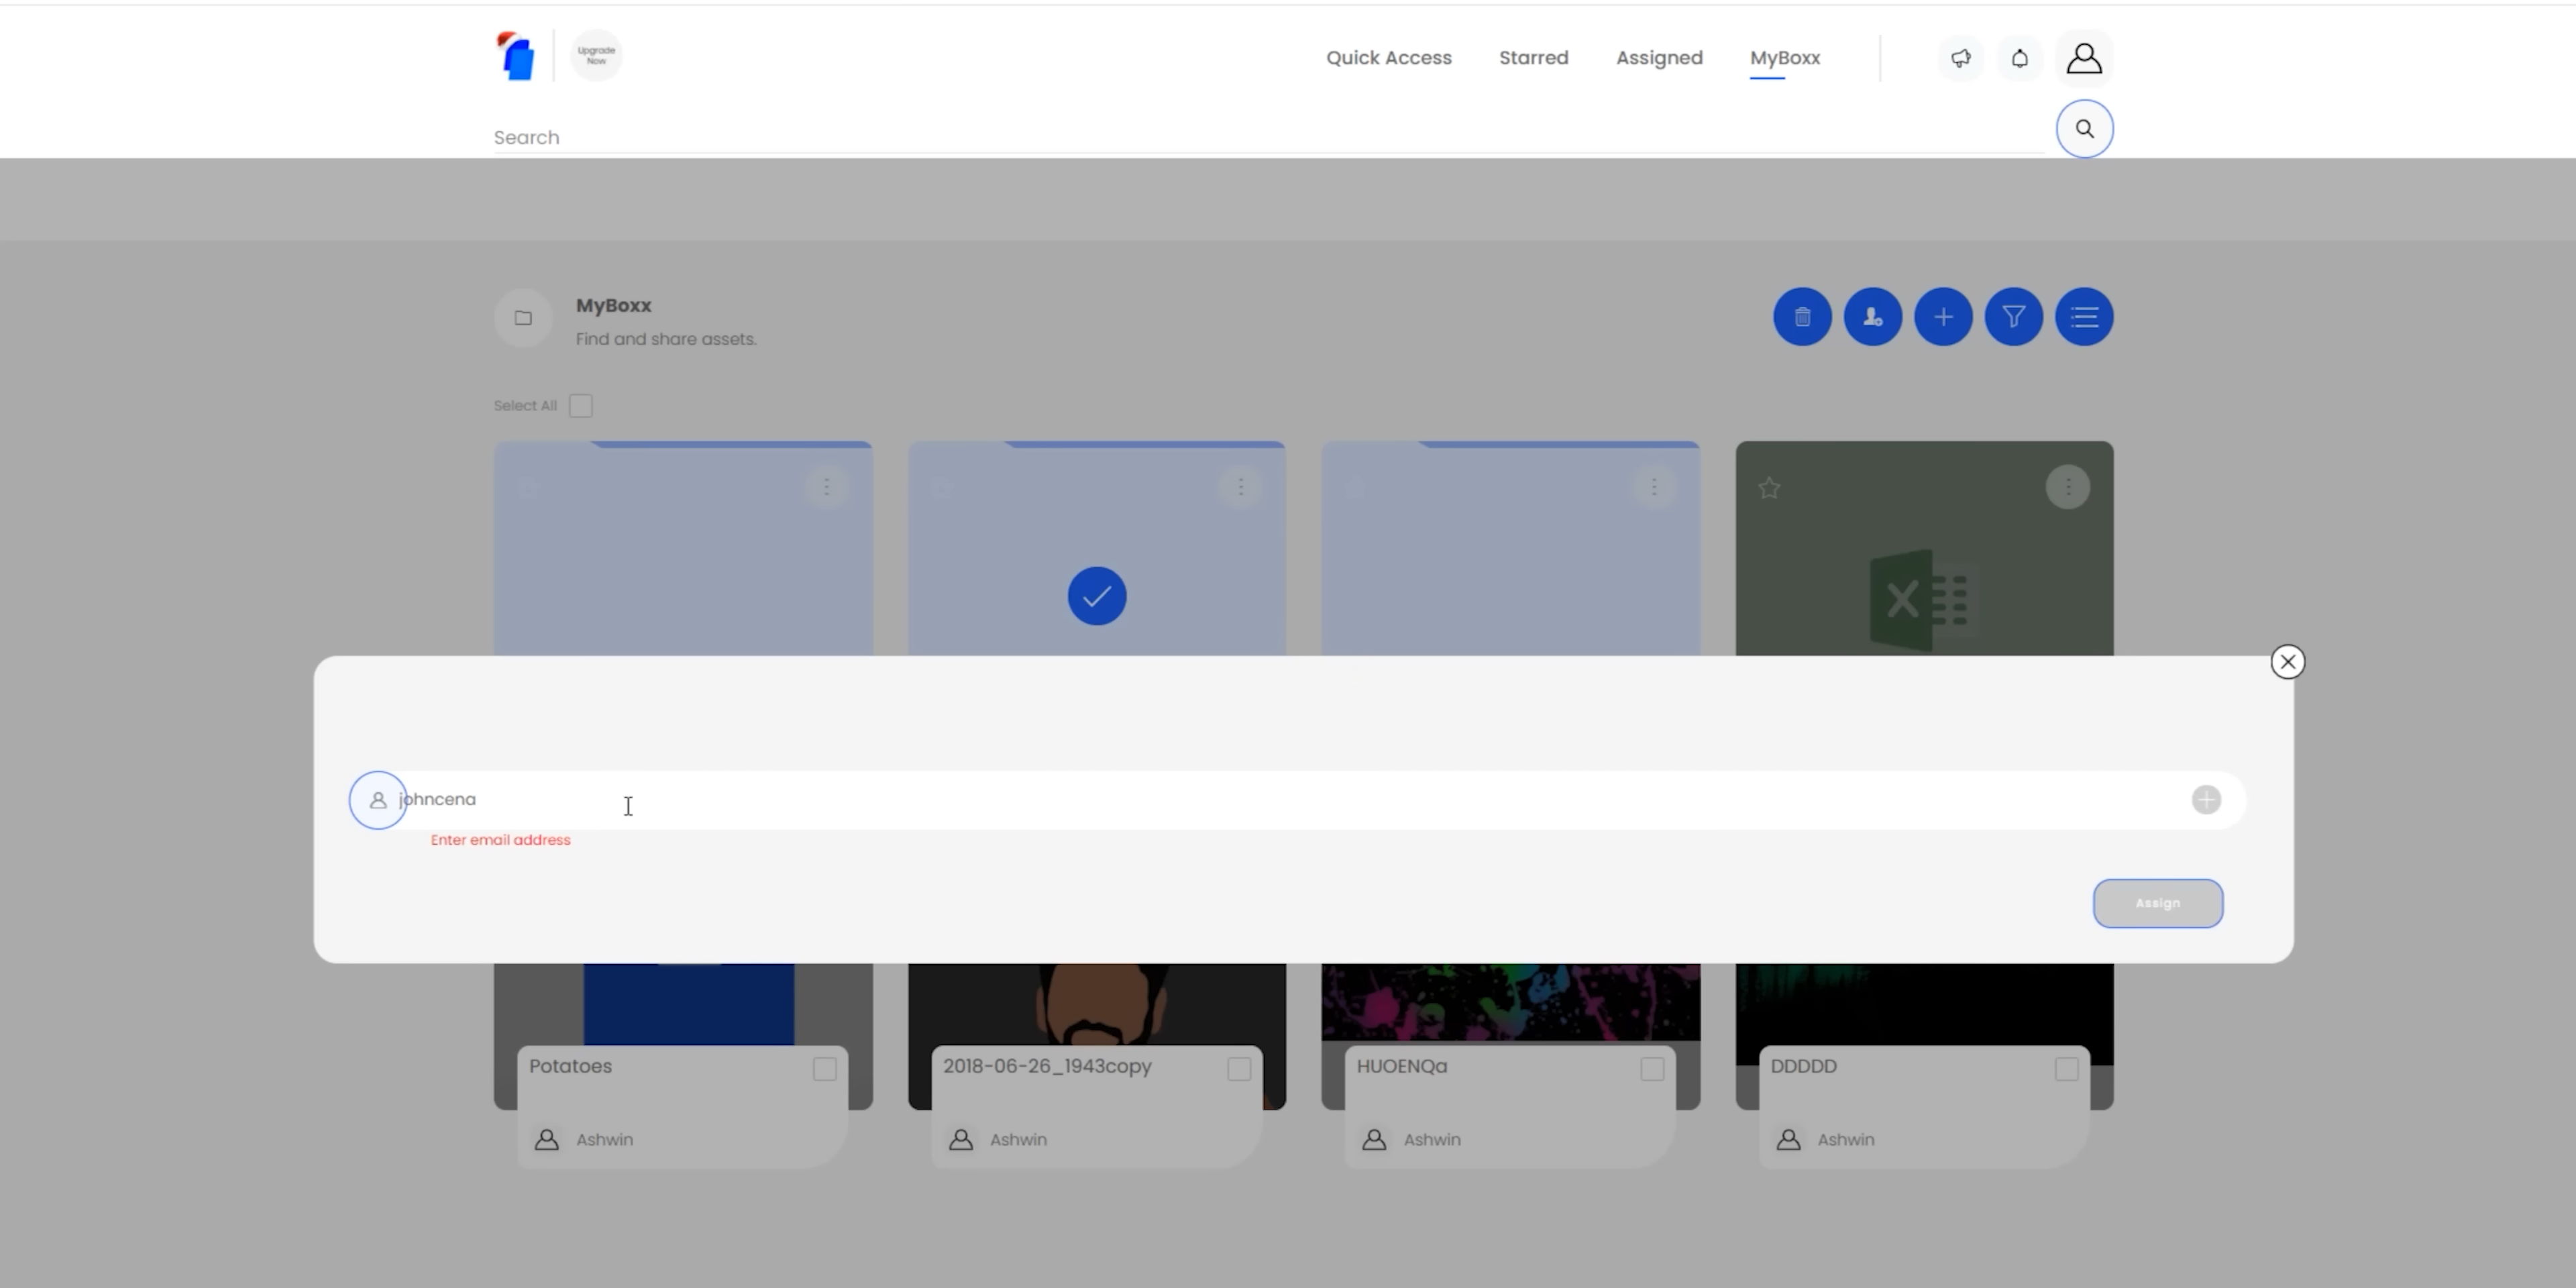 Upgrade
Now
Quick Access
Starred
Assigned
MyBoxx
Search
MyBoxx
Find and share assets.
Select All
johncena
Enter email address
Assign
Potatoes
2018-06-26_1943copy
HUOENQa
DDDDD
Ashwin
Ashwin
Ashwin
Ashwin